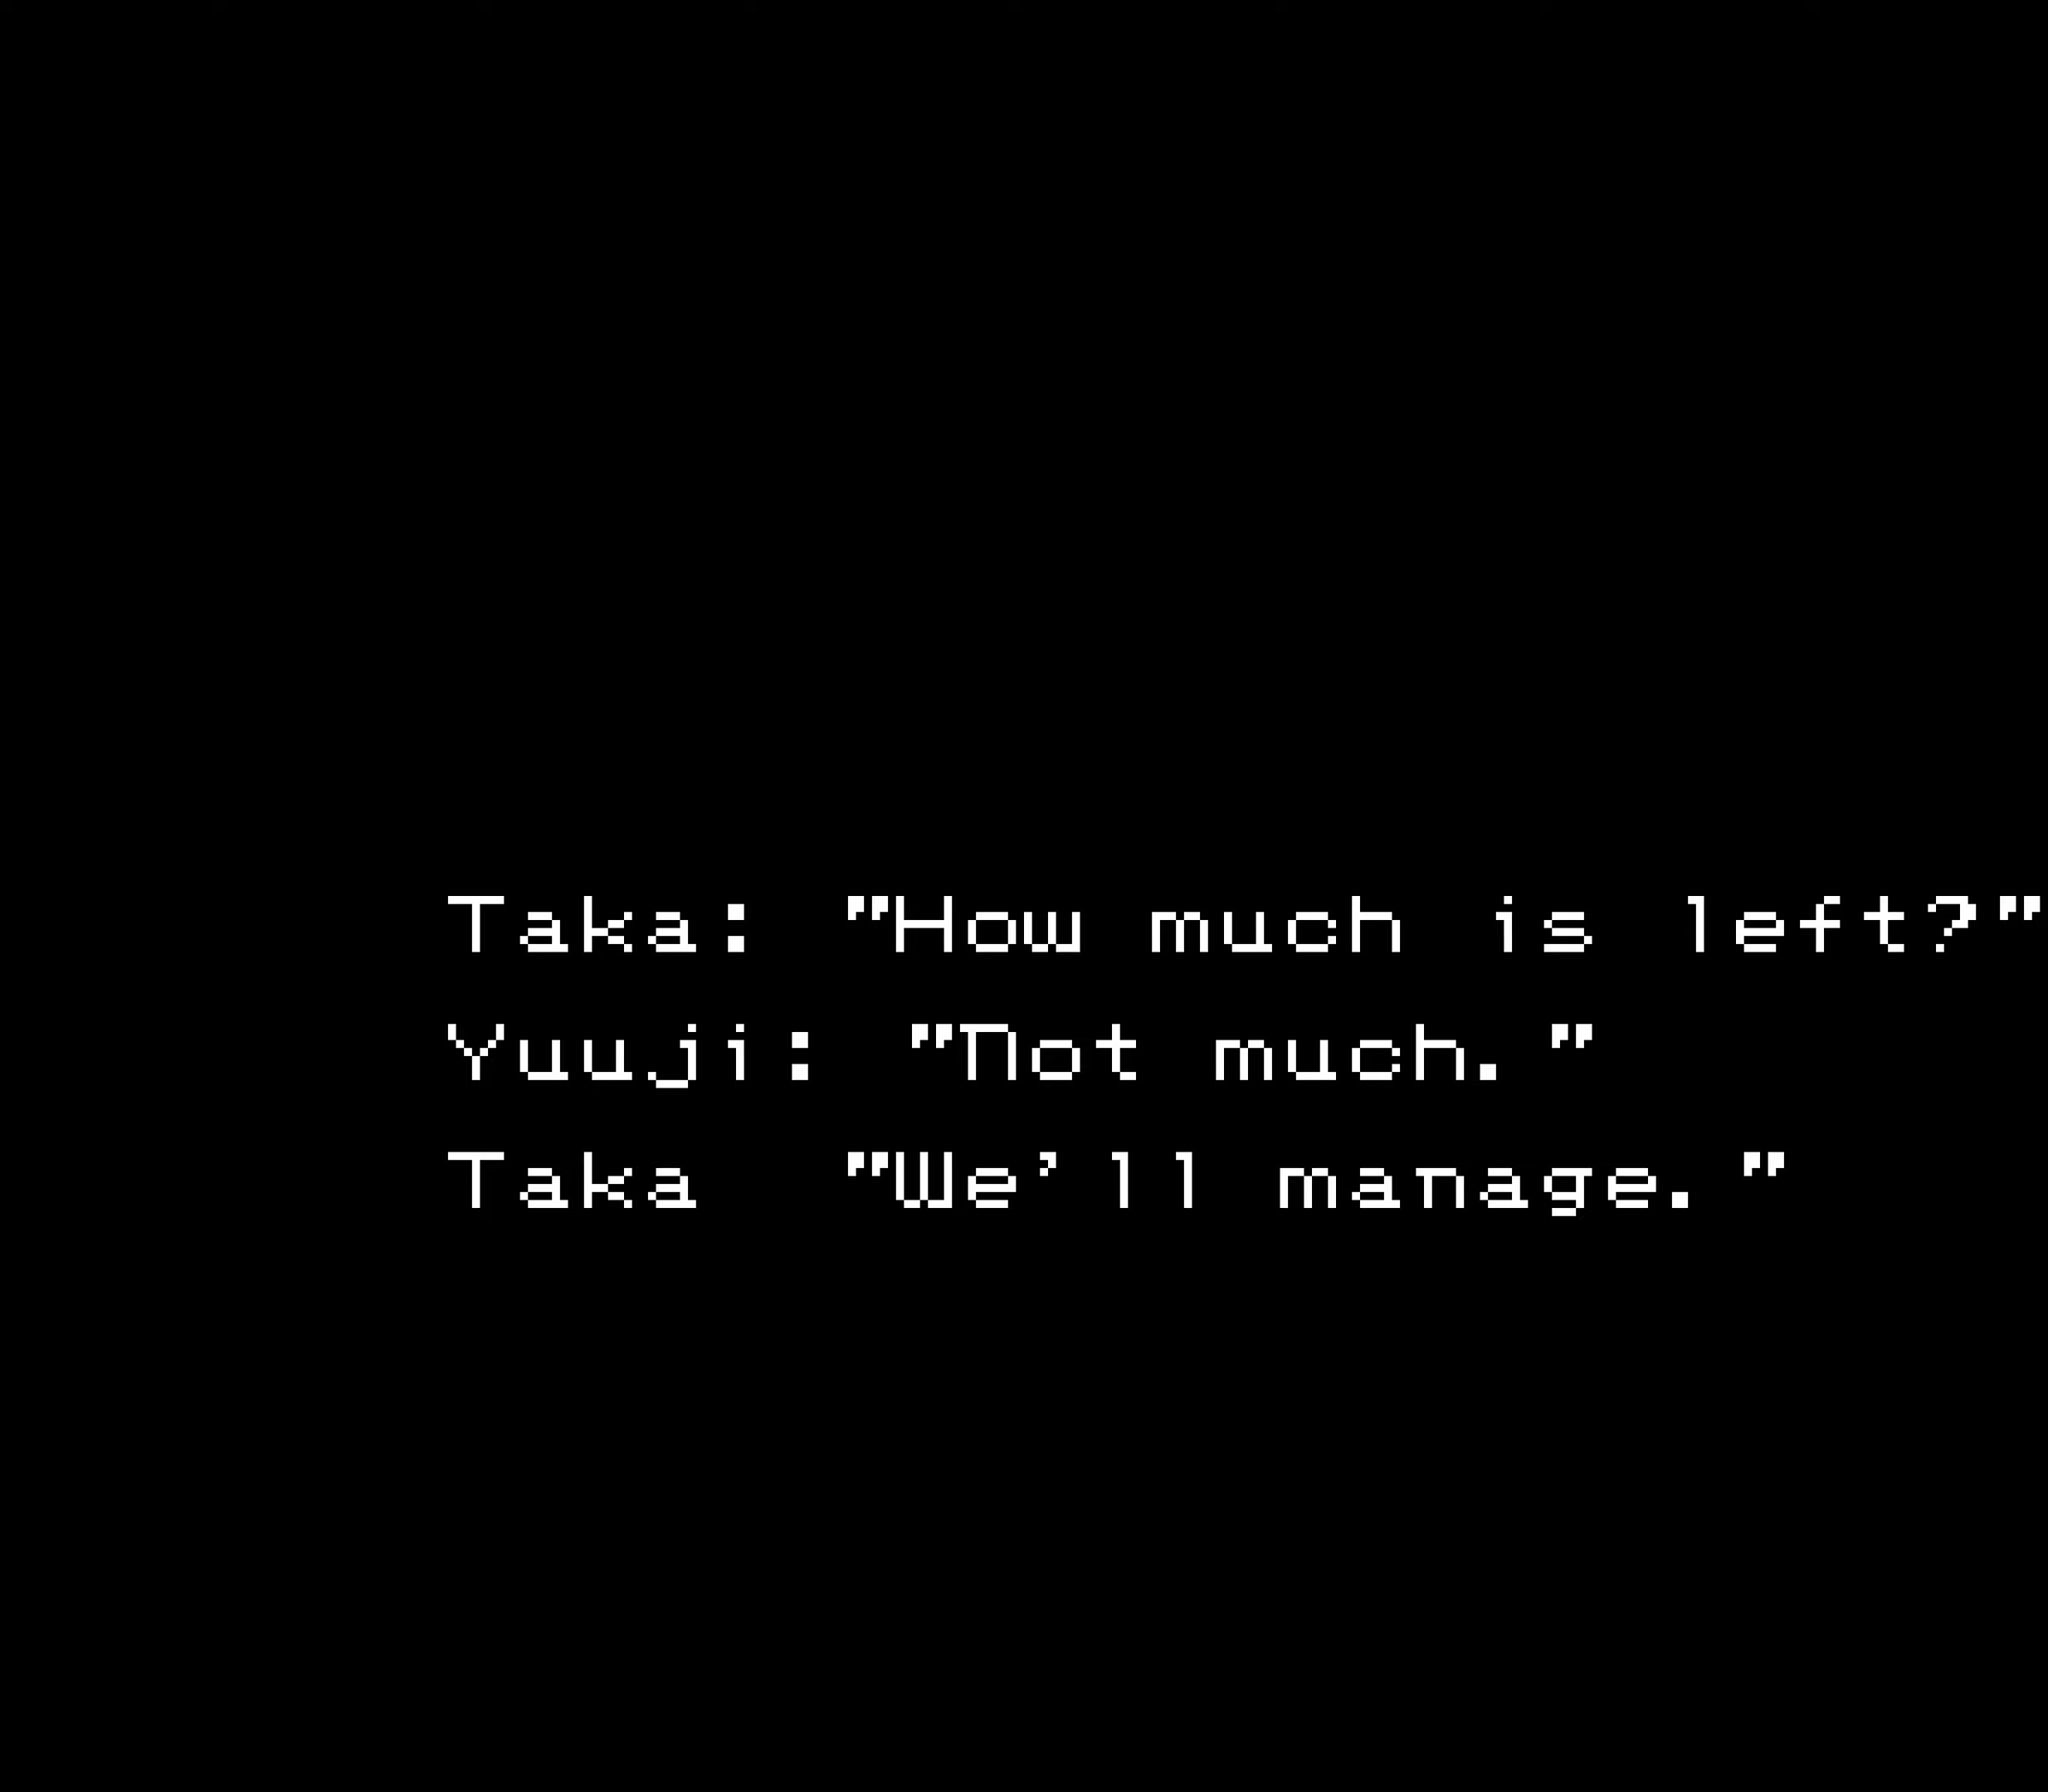 Taka: "How much is left?"
Yuuji: "Not much."
Taka  "We'll manage."